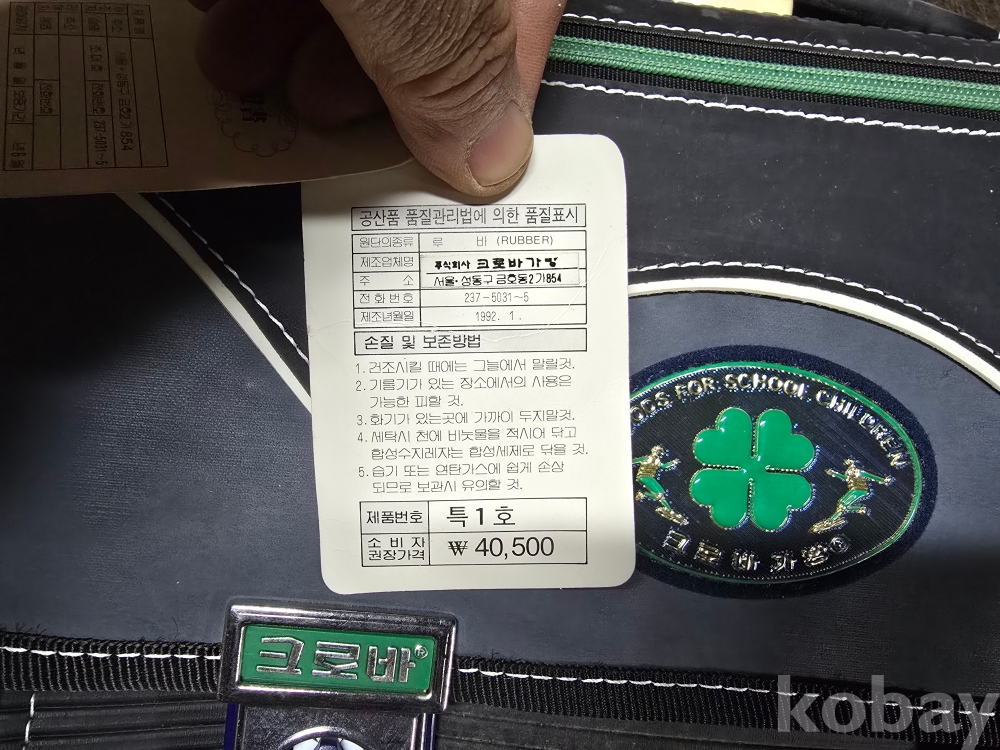 공산품 품질관리법에 의한 품질표시
원단의종류 루 바 (RUBBER)
제조업체명 주식회사 크로바가방
주 소 서울·성동구 금호동2가854
전화번호 237-5031~5
제조년월일 1992. 1.
손질 및 보존방법
1. 건조시킬 때에는 그늘에서 말릴것.
2. 기름기가 있는 장소에서의 사용은
가능한 피할 것.
3. 화기가 있는곳에 가까이 두지말것.
4. 세탁시 천에 비눗물을 적시어 닦고
합성수지레쟈는 합성세제로 닦을 것.
5. 습기 또는 연탄가스에 쉽게 손상
되므로 보관시 유의할 것.
제품번호 특1호
소비자
권장가격 ₩ 40,500
FOR SCHOOL CHILDREN
크로바가방®
크로바®
kobay